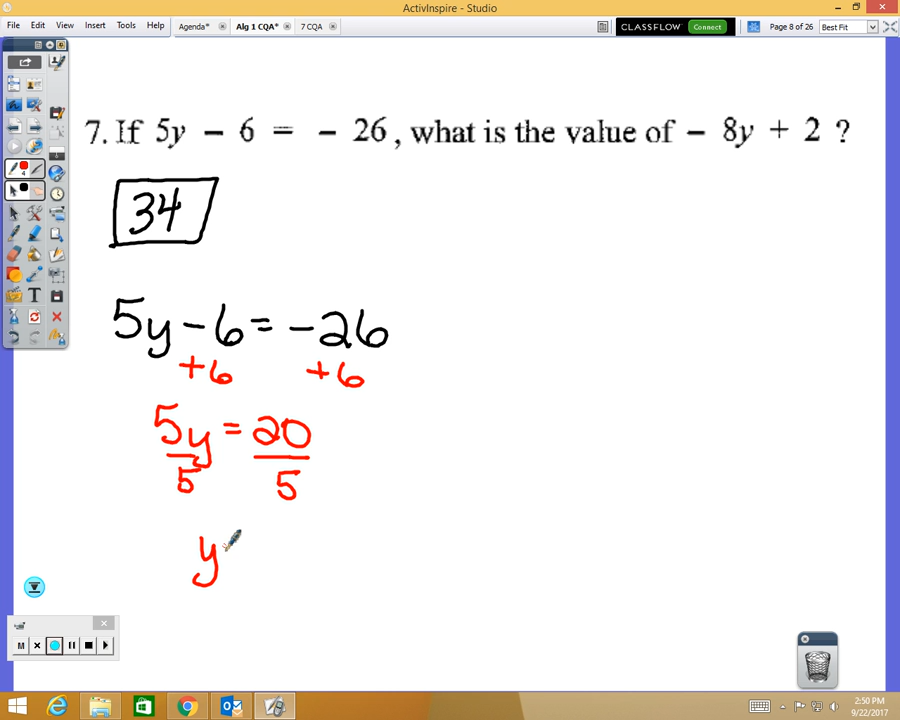 ActivInspire - Studio
File Edit View Insert Tools Help Agenda* Alg 1 CQA* 7 CQA CLASSFLOW Connect Page 8 of 26 Best Fit
7. If 5y − 6 = − 26, what is the value of − 8y + 2 ?
34
5y − 6 = − 26
+6 +6
5y = 20
5 5
y
4
T
M
2:50 PM
9/22/2017